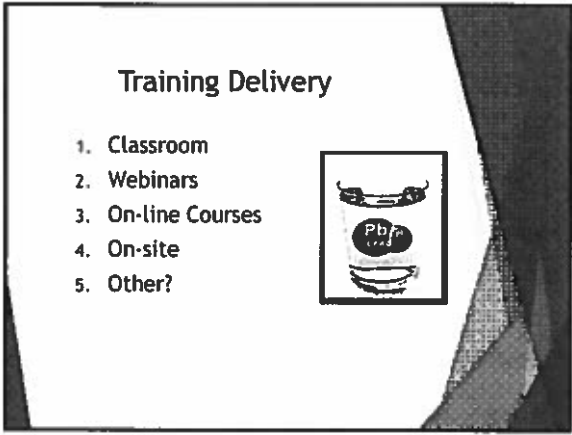 Training Delivery
1. Classroom
2. Webinars
3. On-line Courses
4. On-site
5. Other?
Pb